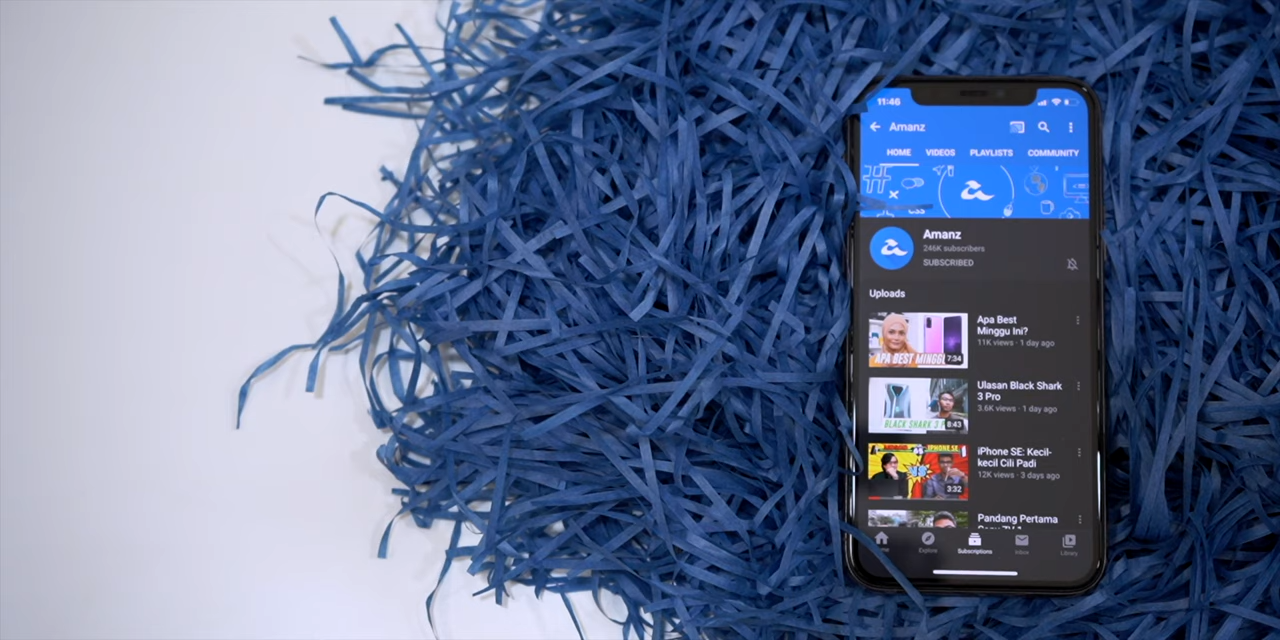 11:46
Amanz
HOME VIDEOS PLAYLISTS COMMUNITY
#
CSS
Amanz
246K subscribers
SUBSCRIBED
Uploads
APA BEST MINGGU
7:34
Apa Best
Minggu Ini?
11K views · 1 day ago
BLACK SHARK 3 P
8:43
Ulasan Black Shark
3 Pro
3.6K views · 1 day ago
IPHONE SE
3:32
iPhone SE: Kecil-
kecil Cili Padi
12K views · 3 days ago
Pandang Pertama
Explore Subscriptions Inbox Library